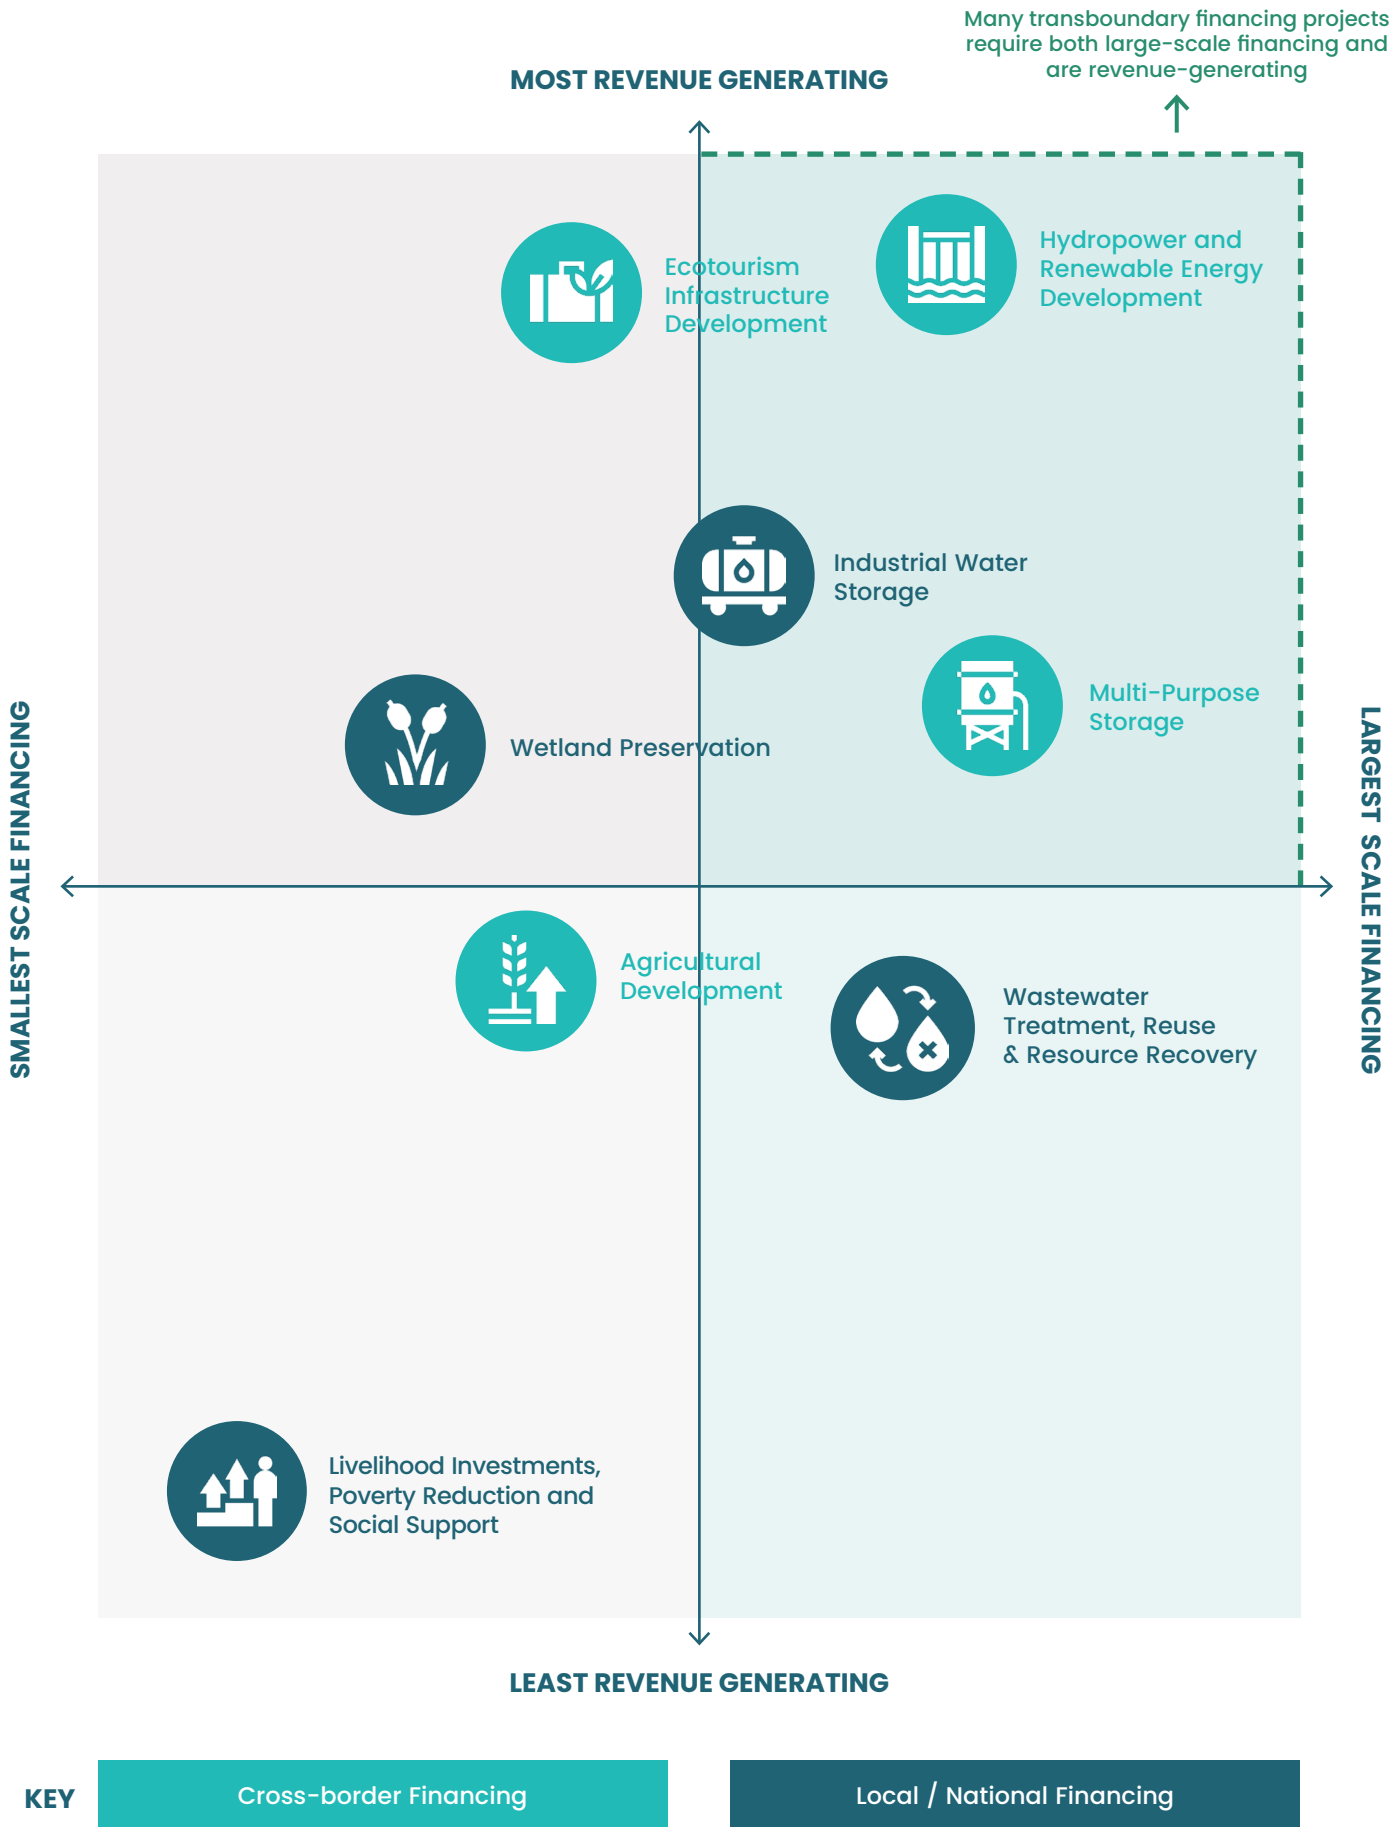 Many transboundary financing projects
require both large-scale financing and
are revenue-generating
MOST REVENUE GENERATING
Ecotourism
Infrastructure
Development
Hydropower and
Renewable Energy
Development
Industrial Water
Storage
Multi-Purpose
Storage
Wetland Preservation
SMALLEST SCALE FINANCING
LARGEST SCALE FINANCING
Agricultural
Development
Wastewater
Treatment, Reuse
& Resource Recovery
Livelihood Investments,
Poverty Reduction and
Social Support
LEAST REVENUE GENERATING
KEY
Cross-border Financing
Local / National Financing